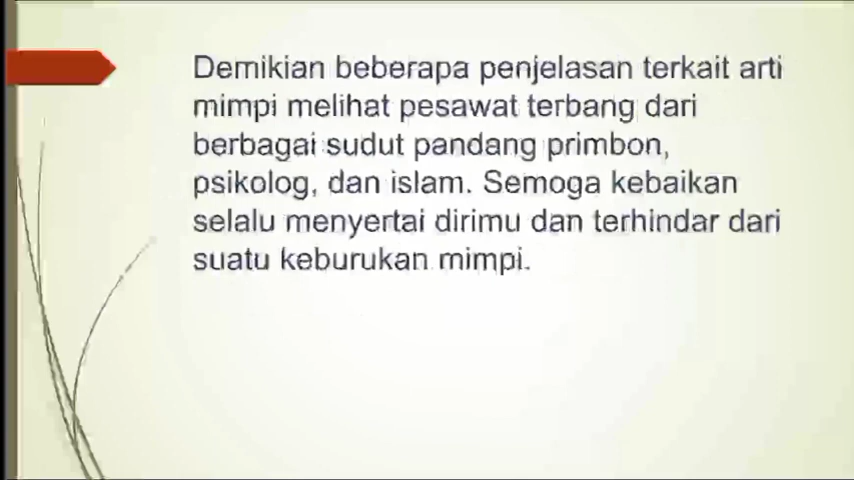 Demikian beberapa penjelasan terkait arti
mimpi melihat pesawat terbang dari
berbagai sudut pandang primbon,
psikolog, dan islam. Semoga kebaikan
selalu menyertai dirimu dan terhindar dari
suatu keburukan mimpi.